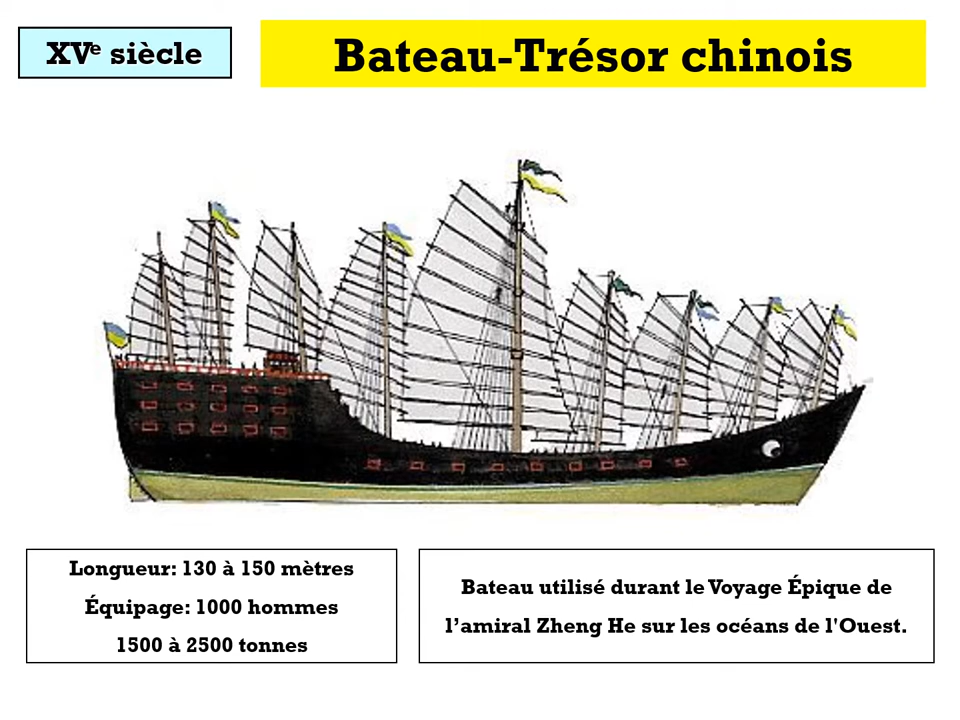 XVe siècle
Bateau-Trésor chinois
Longueur: 130 à 150 mètres
Équipage: 1000 hommes
1500 à 2500 tonnes
Bateau utilisé durant le Voyage Épique de
l’amiral Zheng He sur les océans de l'Ouest.